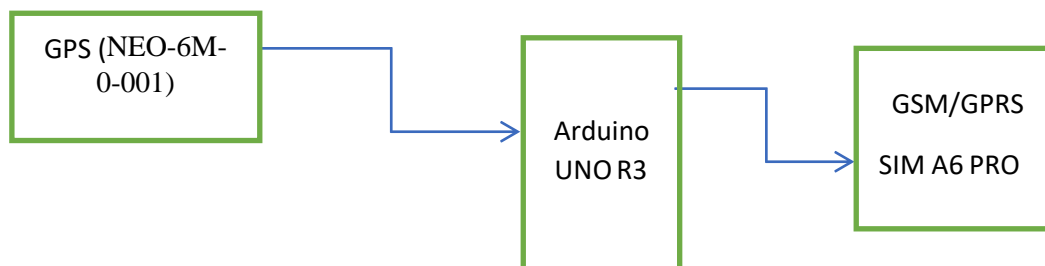 GPS (NEO-6M-
0-001)
Arduino
UNO R3
GSM/GPRS
SIM A6 PRO